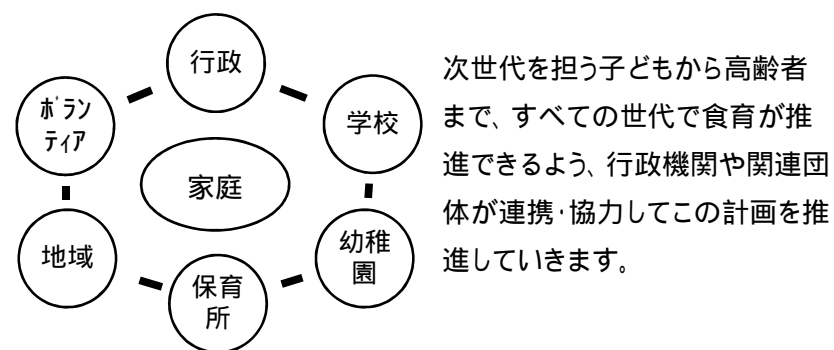 行政
ﾎﾞﾗﾝ
ﾃｨｱ
学校
家庭
地域
幼稚
園
保育
所
次世代を担う子どもから高齢者
まで、すべての世代で食育が推
進できるよう、行政機関や関連団
体が連携･協力してこの計画を推
進していきます。